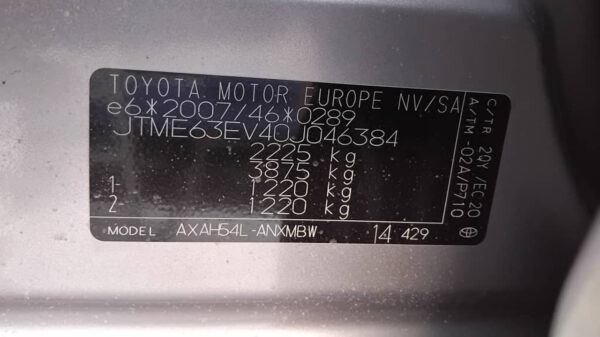 TOYOTA MOTOR EUROPE NV/SA
e6*2007/46*0289
JTME63EV40J046384
2225 kg
3875 kg
1- 1220 kg
2 1220 kg
MODEL AXAH54L-ANXMBW 14 429
C/TR 2QY/EC20
A/TM -02A/P710